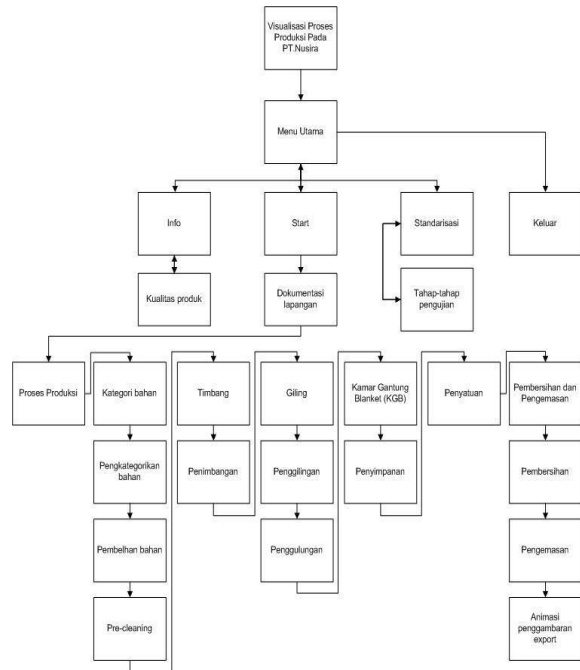 Visualisasi Proses
Produksi Pada
PT.Nusira
Menu Utama
Info
Start
Standarisasi
Keluar
Kualitas produk
Dokumentasi
lapangan
Tahap-tahap
pengujian
Proses Produksi
Kategori bahan
Timbang
Giling
Kamar Gantung
Blanket (KGB)
Penyatuan
Pembersihan dan
Pengemasan
Pengkategorikan
bahan
Penimbangan
Penggilingan
Penyimpanan
Pembersihan
Pembelhan bahan
Penggulungan
Pengemasan
Pre-cleaning
Animasi
penggambaran
export